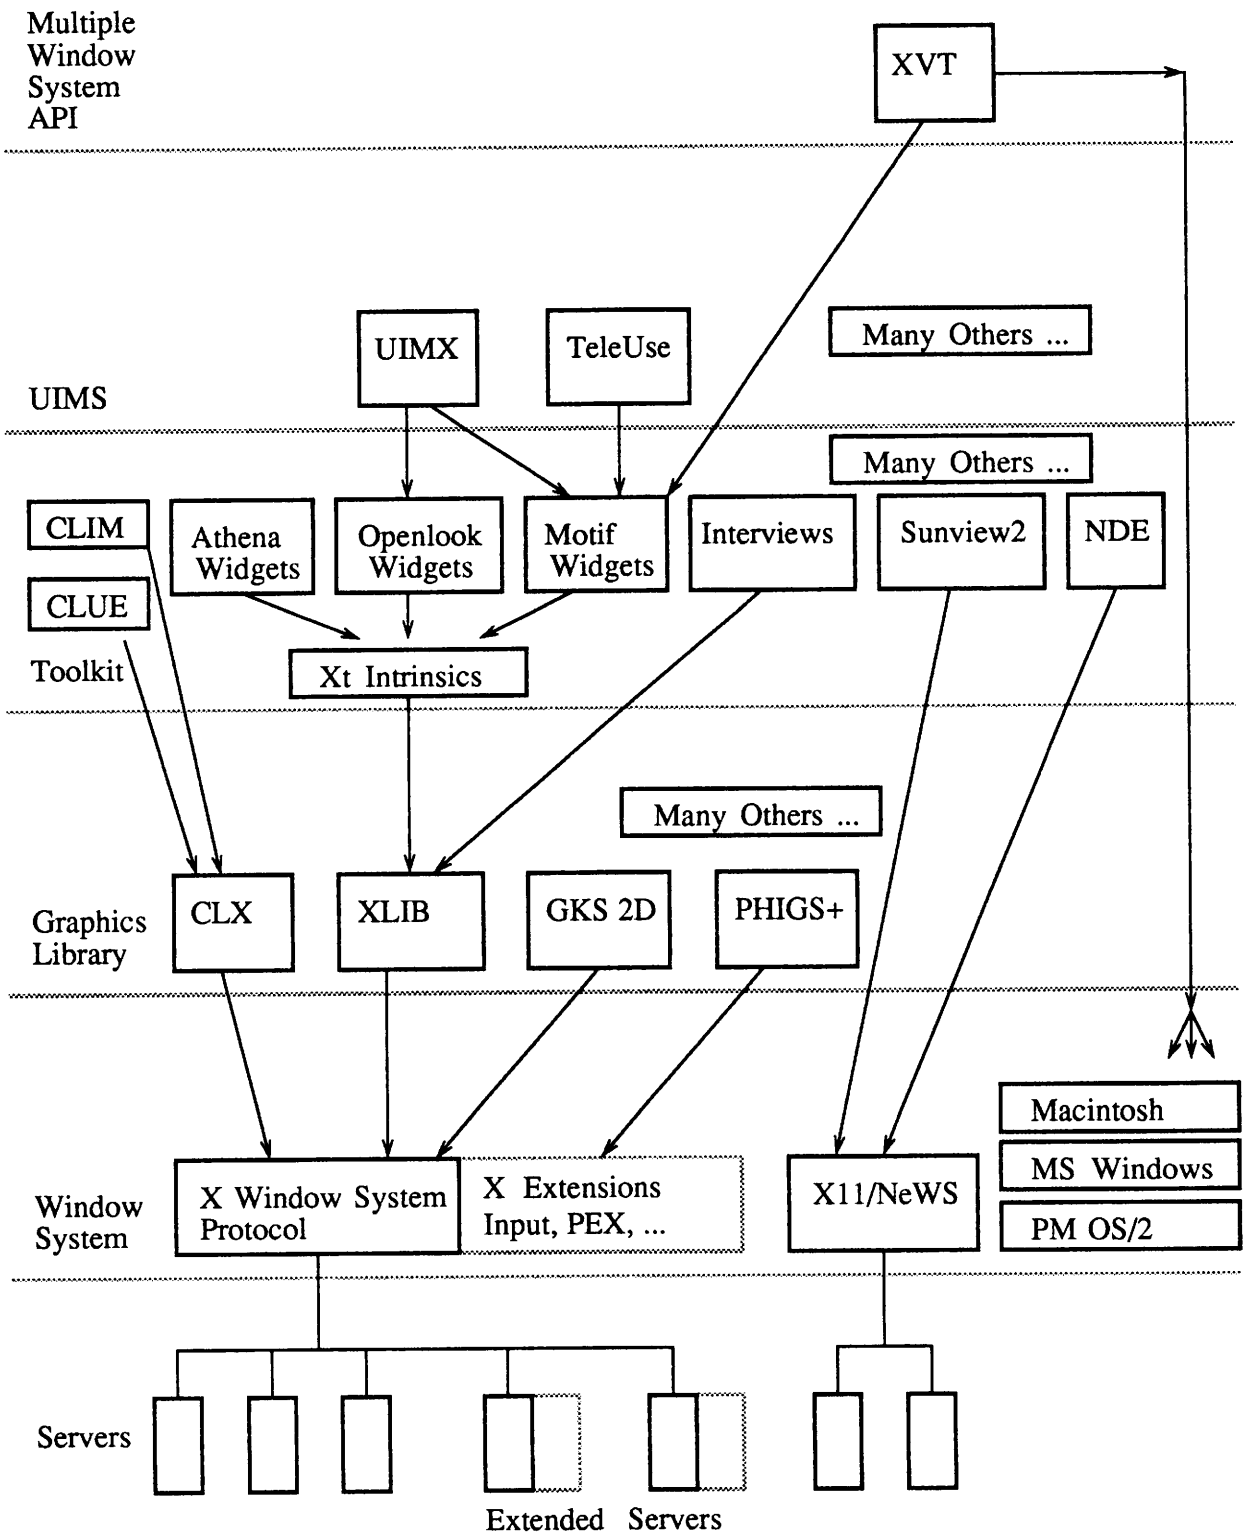 Multiple
Window
System
API
XVT
UIMX
TeleUse
Many Others ...
UIMS
Many Others ...
CLIM
Athena
Widgets
Openlook
Widgets
Motif
Widgets
Interviews
Sunview2
NDE
CLUE
Toolkit
Xt Intrinsics
Many Others ...
Graphics
Library
CLX
XLIB
GKS 2D
PHIGS+
Macintosh
MS Windows
PM OS/2
Window
System
X Window System
Protocol
X Extensions
Input, PEX, ...
X11/NeWS
Servers
Extended Servers